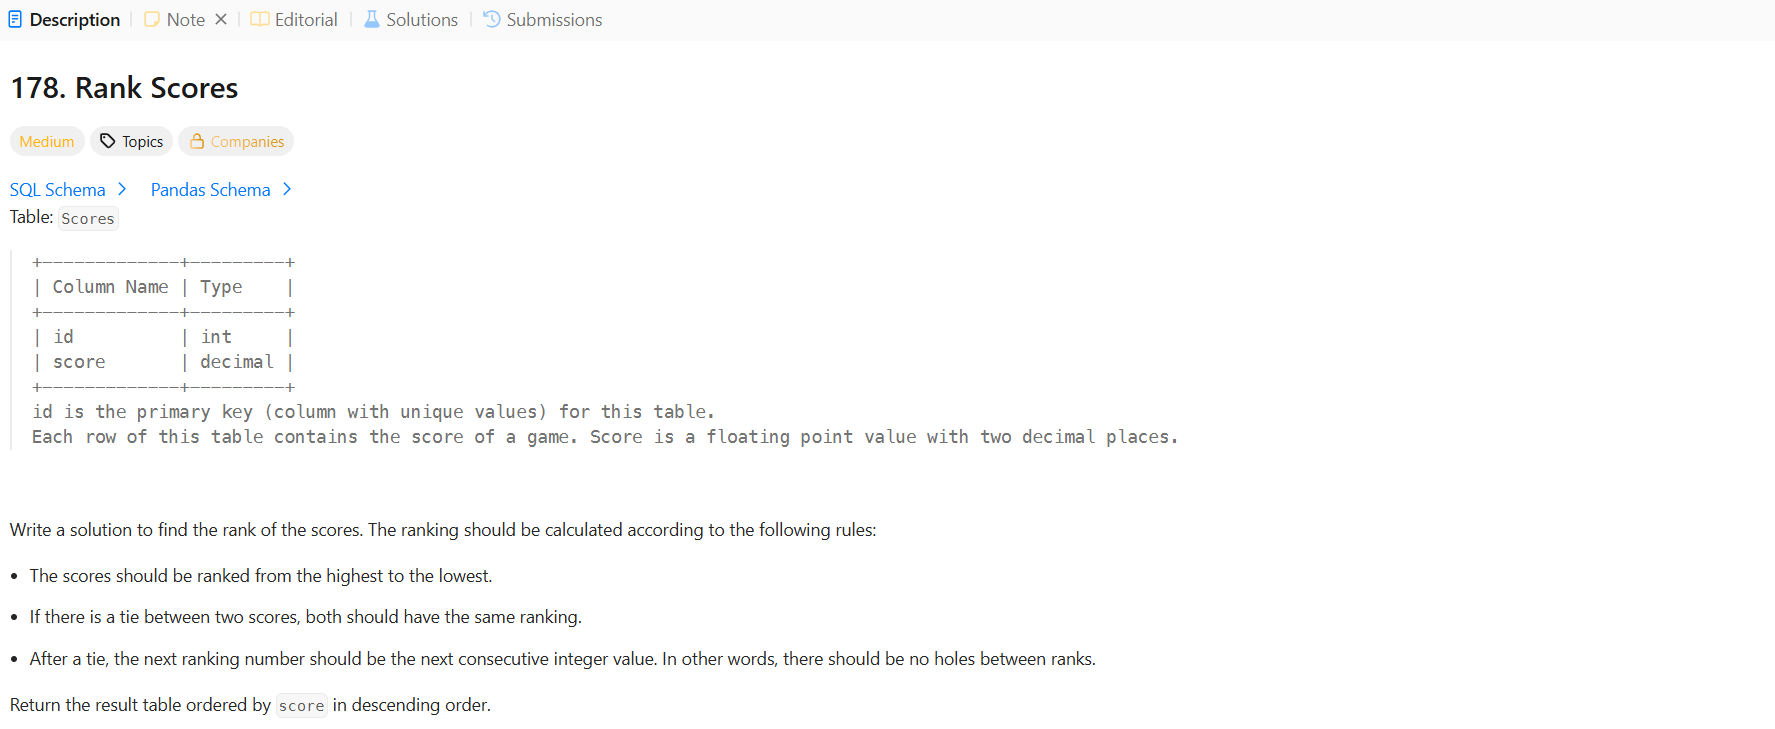 Description | Note × | Editorial | Solutions | Submissions
178. Rank Scores
Medium Topics Companies
SQL Schema > Pandas Schema >
Table: Scores
+-------------+---------+
| Column Name | Type    |
+-------------+---------+
| id          | int     |
| score       | decimal |
+-------------+---------+
id is the primary key (column with unique values) for this table.
Each row of this table contains the score of a game. Score is a floating point value with two decimal places.
Write a solution to find the rank of the scores. The ranking should be calculated according to the following rules:
• The scores should be ranked from the highest to the lowest.
• If there is a tie between two scores, both should have the same ranking.
• After a tie, the next ranking number should be the next consecutive integer value. In other words, there should be no holes between ranks.
Return the result table ordered by score in descending order.